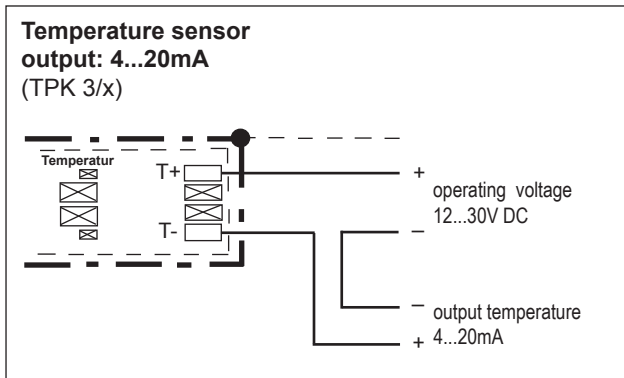 Temperature sensor
output: 4...20mA
(TPK 3/x)
Temperatur
T+
T-
+
operating voltage
12...30V DC
–
–
output temperature
+
4...20mA